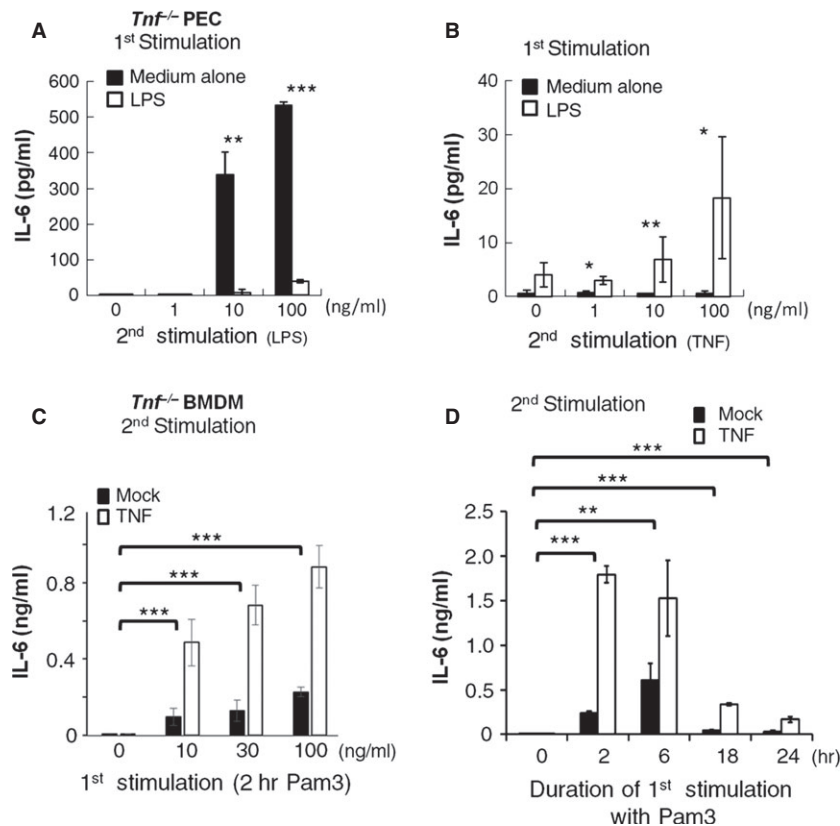 A
Tnf–/– PEC
1st Stimulation
Medium alone
LPS
IL-6 (pg/ml)
600
500
400
300
200
100
0
**
***
0 1 10 100 (ng/ml)
2nd stimulation (LPS)
B
1st Stimulation
Medium alone
LPS
IL-6 (pg/ml)
40
30
20
10
0
*
**
*
0 1 10 100 (ng/ml)
2nd stimulation (TNF)
C
Tnf–/– BMDM
2nd Stimulation
Mock
TNF
IL-6 (ng/ml)
1.2
0.8
0.4
0
***
***
***
0 10 30 100 (ng/ml)
1st stimulation (2 hr Pam3)
D
2nd Stimulation
Mock
TNF
IL-6 (ng/ml)
2.5
2.0
1.5
1.0
0.5
0
***
***
**
***
0 2 6 18 24 (hr)
Duration of 1st stimulation
with Pam3